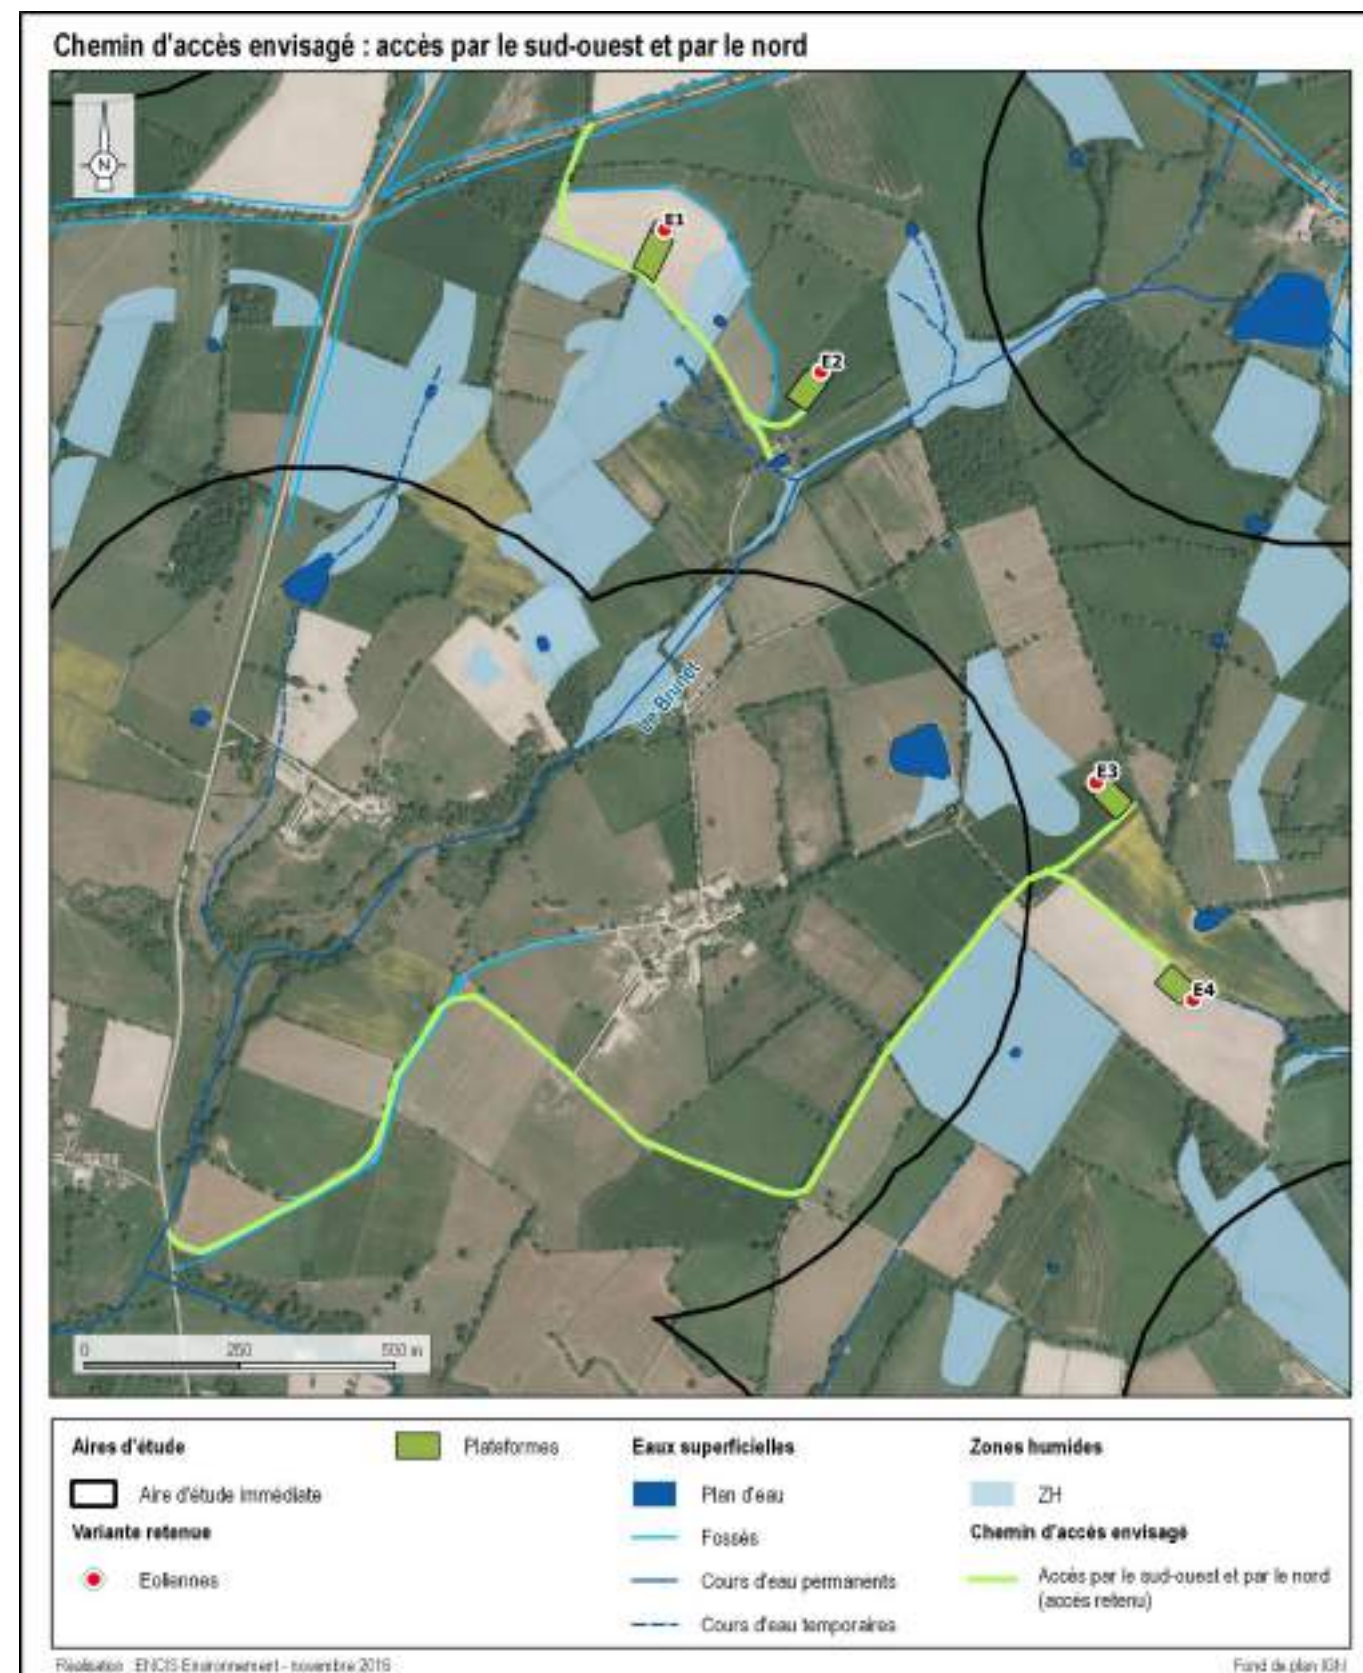 Chemin d'accès envisagé : accès par le sud-ouest et par le nord
N
E1
E2
Le Brunet
E3
E4
0 250 500 m
Aires d'étude
Aire d'étude immédiate
Variante retenue
Eoliennes
Plateformes
Eaux superficielles
Plan d'eau
Fossés
Cours d'eau permanents
Cours d'eau temporaires
Zones humides
ZH
Chemin d'accès envisagé
Accès par le sud-ouest et par le nord
(accès retenu)
Réalisation : ENCIS Environnement - novembre 2016
Fond de plan IGN